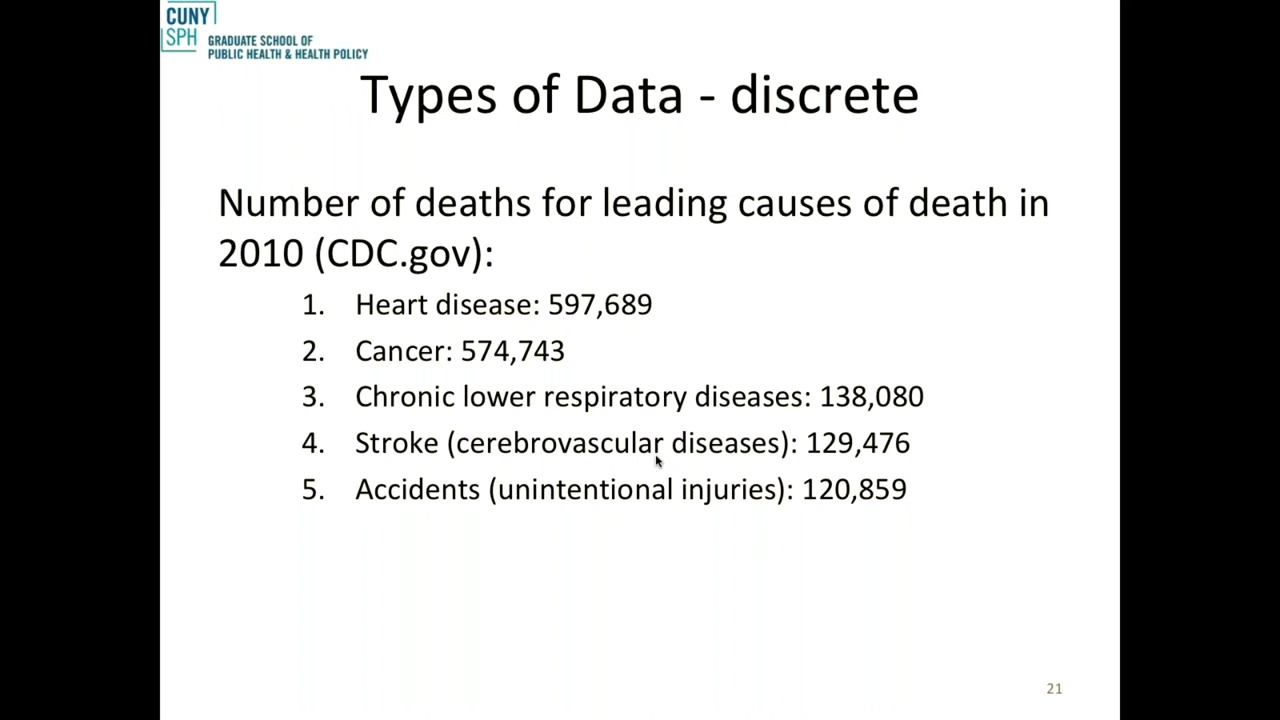 CUNY
SPH
GRADUATE SCHOOL OF
PUBLIC HEALTH & HEALTH POLICY
Types of Data - discrete
Number of deaths for leading causes of death in
2010 (CDC.gov):
1. Heart disease: 597,689
2. Cancer: 574,743
3. Chronic lower respiratory diseases: 138,080
4. Stroke (cerebrovascular diseases): 129,476
5. Accidents (unintentional injuries): 120,859
21